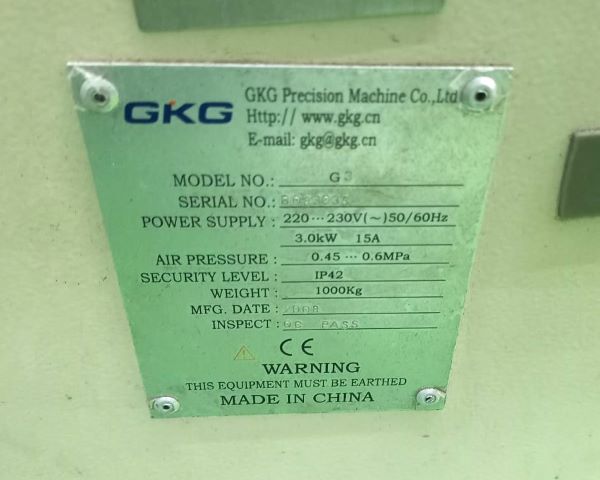 GKG
GKG Precision Machine Co.,Ltd
Http:// www.gkg.cn
E-mail: gkg@gkg.cn
MODEL NO.: G3
SERIAL NO.:
POWER SUPPLY : 220···230V(~)50/60Hz
3.0kW 15A
AIR PRESSURE : 0.45 ··· 0.6MPa
SECURITY LEVEL : IP42
WEIGHT : 1000Kg
MFG. DATE :
INSPECT : QC PASS
CE
WARNING
THIS EQUIPMENT MUST BE EARTHED
MADE IN CHINA